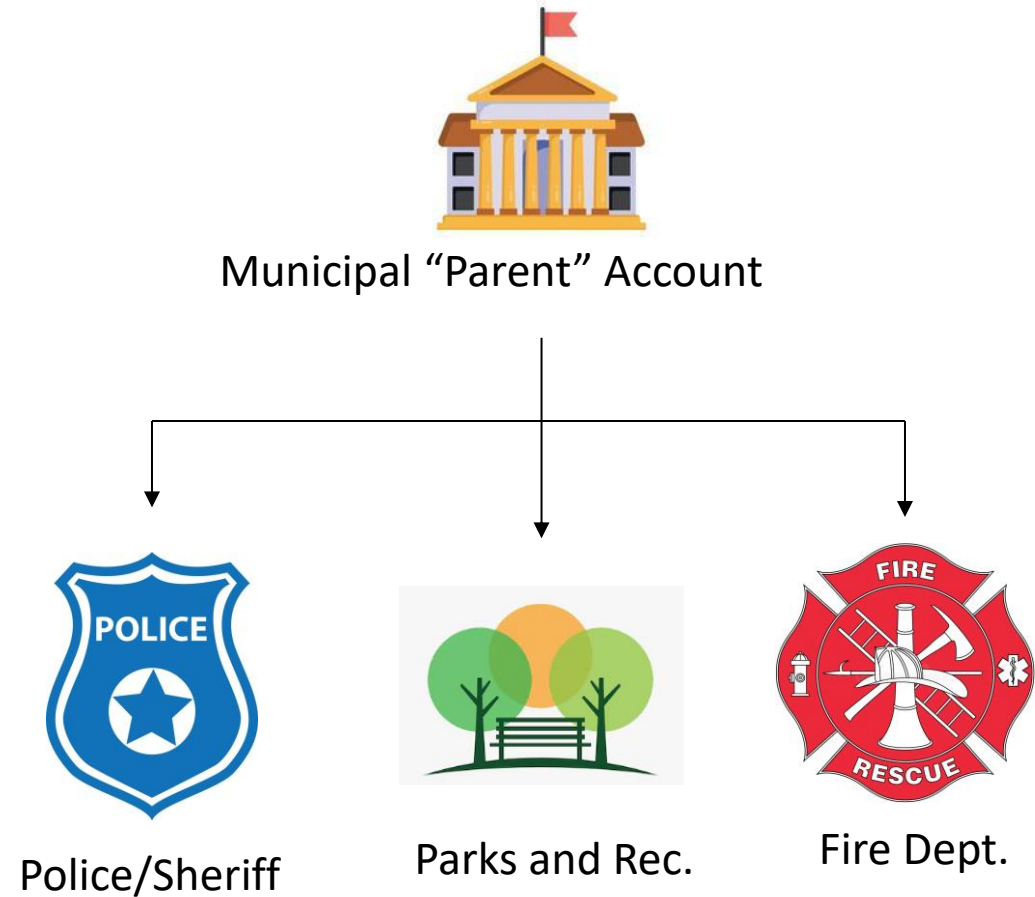 Municipal “Parent” Account
POLICE
FIRE
RESCUE
Police/Sheriff
Parks and Rec.
Fire Dept.